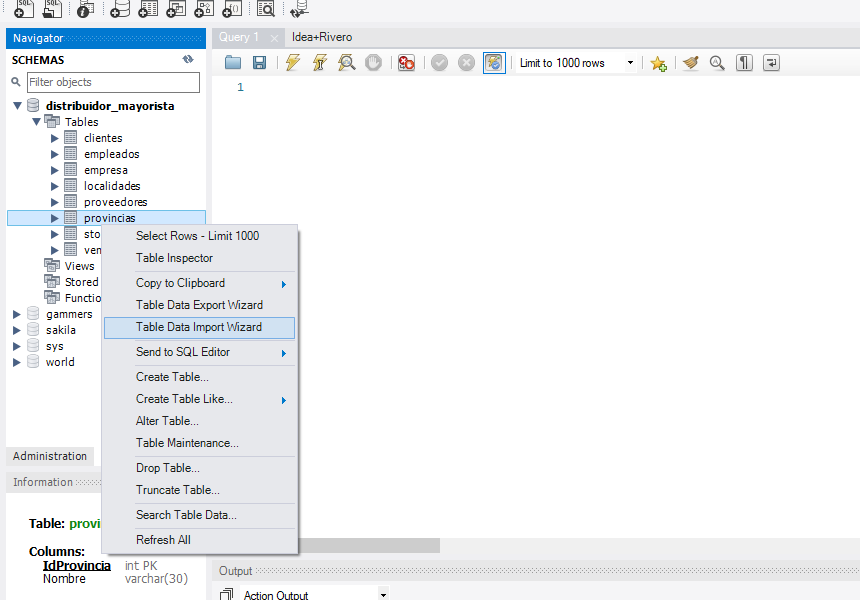 Navigator
Query 1
Idea+Rivero
SCHEMAS
Filter objects
Limit to 1000 rows
1
distribuidor_mayorista
Tables
clientes
empleados
empresa
localidades
proveedores
provincias
sto
ven
Views
Stored
Functio
gammers
sakila
sys
world
Select Rows - Limit 1000
Table Inspector
Copy to Clipboard
Table Data Export Wizard
Table Data Import Wizard
Send to SQL Editor
Create Table...
Create Table Like...
Alter Table...
Table Maintenance...
Drop Table...
Truncate Table...
Search Table Data...
Refresh All
Administration
Information
Table: provi
Columns:
IdProvincia int PK
Nombre varchar(30)
Output
Action Output